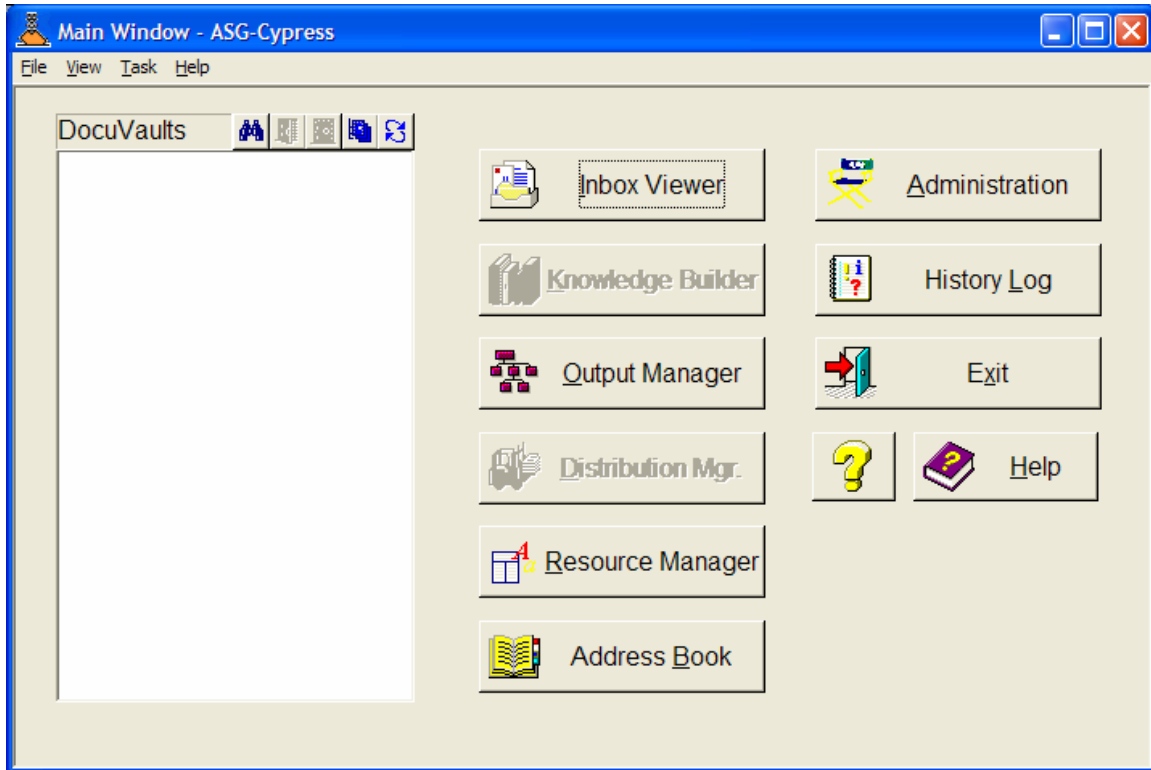 Main Window - ASG-Cypress
File View Task Help
DocuVaults
Inbox Viewer
Knowledge Builder
Output Manager
Distribution Mgr.
Resource Manager
Address Book
Administration
History Log
Exit
?
Help